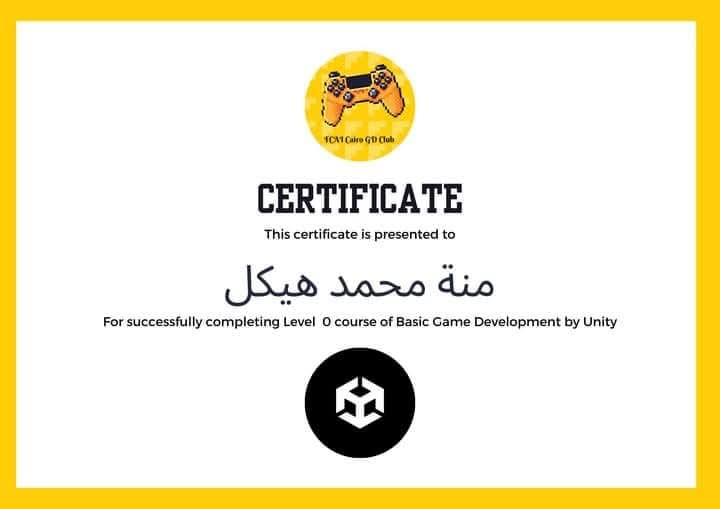 FCAI Cairo GD Club
CERTIFICATE
This certificate is presented to
منة محمد هيكل
For successfully completing Level 0 course of Basic Game Development by Unity